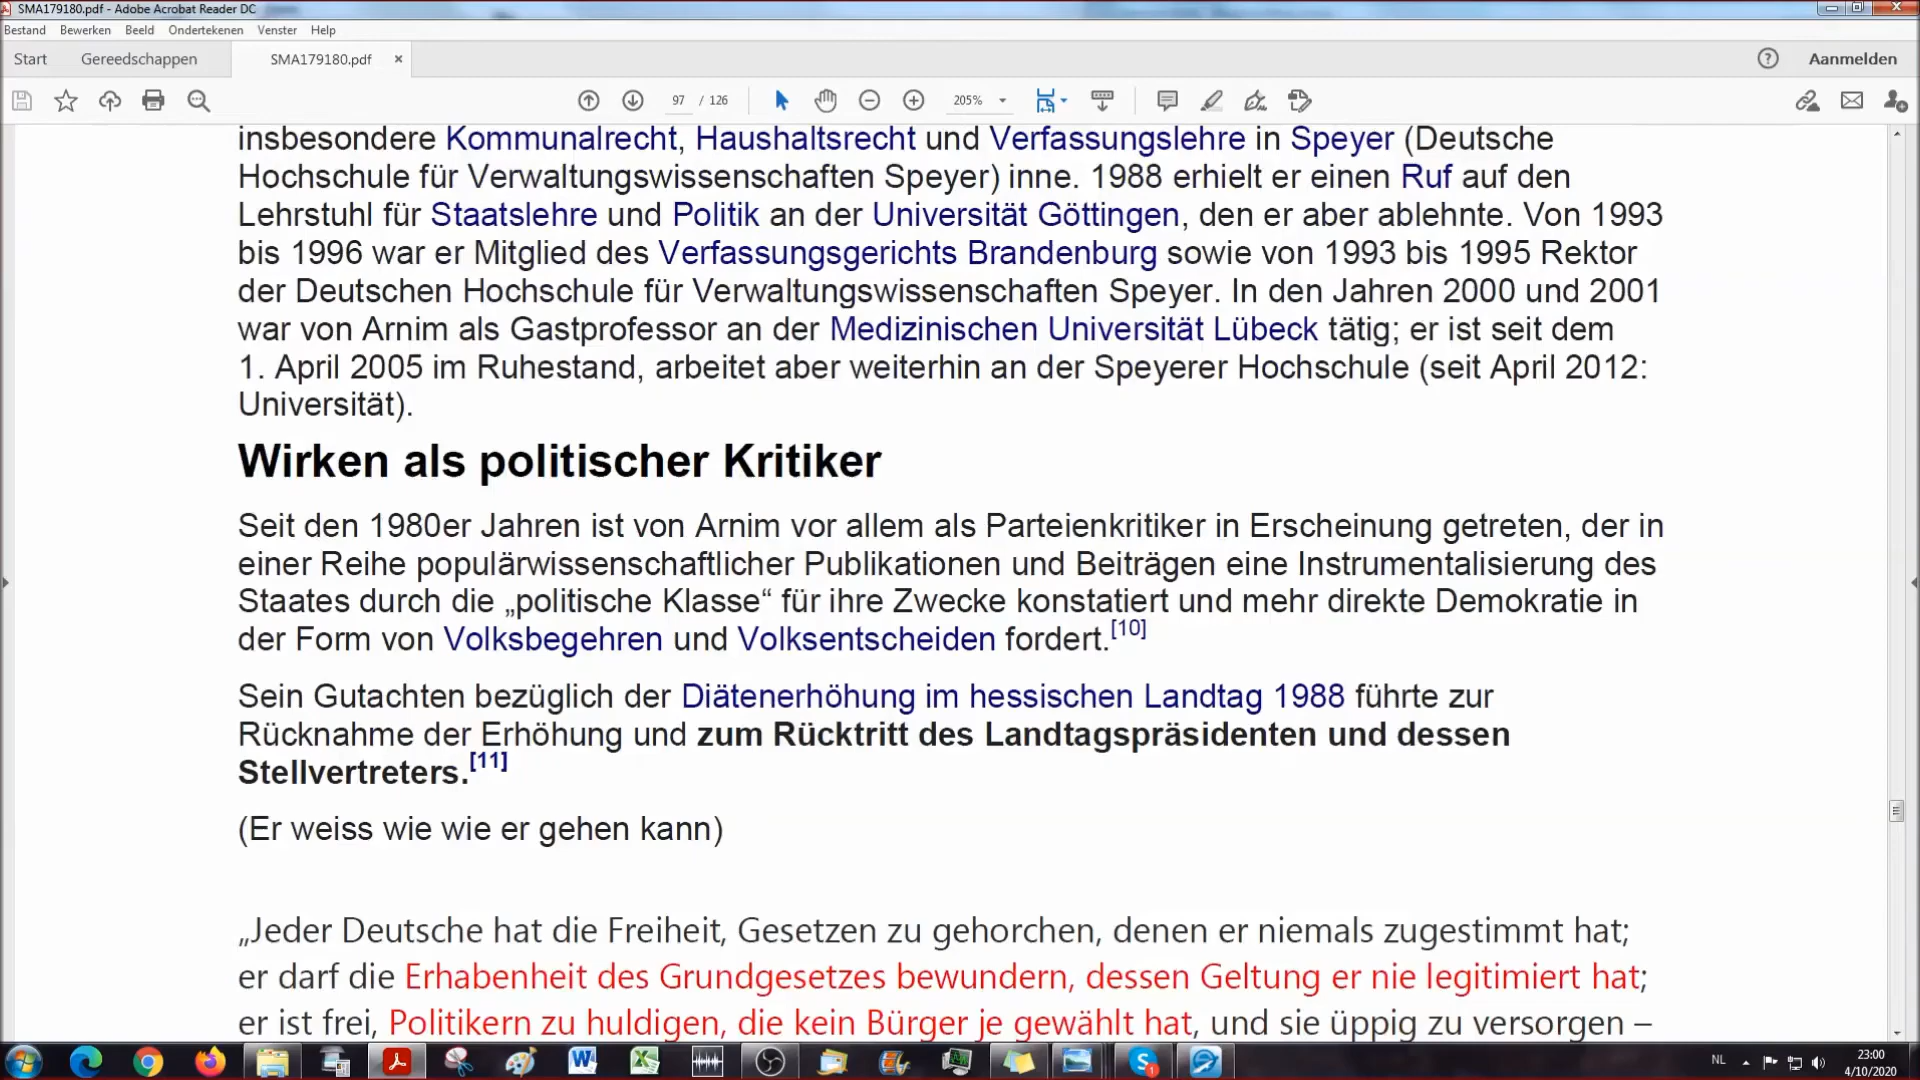 SMA179180.pdf - Adobe Acrobat Reader DC
Bestand Bewerken Beeld Ondertekenen Venster Help
Start Gereedschappen SMA179180.pdf × Aanmelden
97 / 126 205%
insbesondere Kommunalrecht, Haushaltsrecht und Verfassungslehre in Speyer (Deutsche
Hochschule für Verwaltungswissenschaften Speyer) inne. 1988 erhielt er einen Ruf auf den
Lehrstuhl für Staatslehre und Politik an der Universität Göttingen, den er aber ablehnte. Von 1993
bis 1996 war er Mitglied des Verfassungsgerichts Brandenburg sowie von 1993 bis 1995 Rektor
der Deutschen Hochschule für Verwaltungswissenschaften Speyer. In den Jahren 2000 und 2001
war von Arnim als Gastprofessor an der Medizinischen Universität Lübeck tätig; er ist seit dem
1. April 2005 im Ruhestand, arbeitet aber weiterhin an der Speyerer Hochschule (seit April 2012:
Universität).
Wirken als politischer Kritiker
Seit den 1980er Jahren ist von Arnim vor allem als Parteienkritiker in Erscheinung getreten, der in
einer Reihe populärwissenschaftlicher Publikationen und Beiträgen eine Instrumentalisierung des
Staates durch die „politische Klasse“ für ihre Zwecke konstatiert und mehr direkte Demokratie in
der Form von Volksbegehren und Volksentscheiden fordert.[10]
Sein Gutachten bezüglich der Diätenerhöhung im hessischen Landtag 1988 führte zur
Rücknahme der Erhöhung und zum Rücktritt des Landtagspräsidenten und dessen
Stellvertreters.[11]
(Er weiss wie wie er gehen kann)
„Jeder Deutsche hat die Freiheit, Gesetzen zu gehorchen, denen er niemals zugestimmt hat;
er darf die Erhabenheit des Grundgesetzes bewundern, dessen Geltung er nie legitimiert hat;
er ist frei, Politikern zu huldigen, die kein Bürger je gewählt hat, und sie üppig zu versorgen –
NL 23:00
4/10/2020